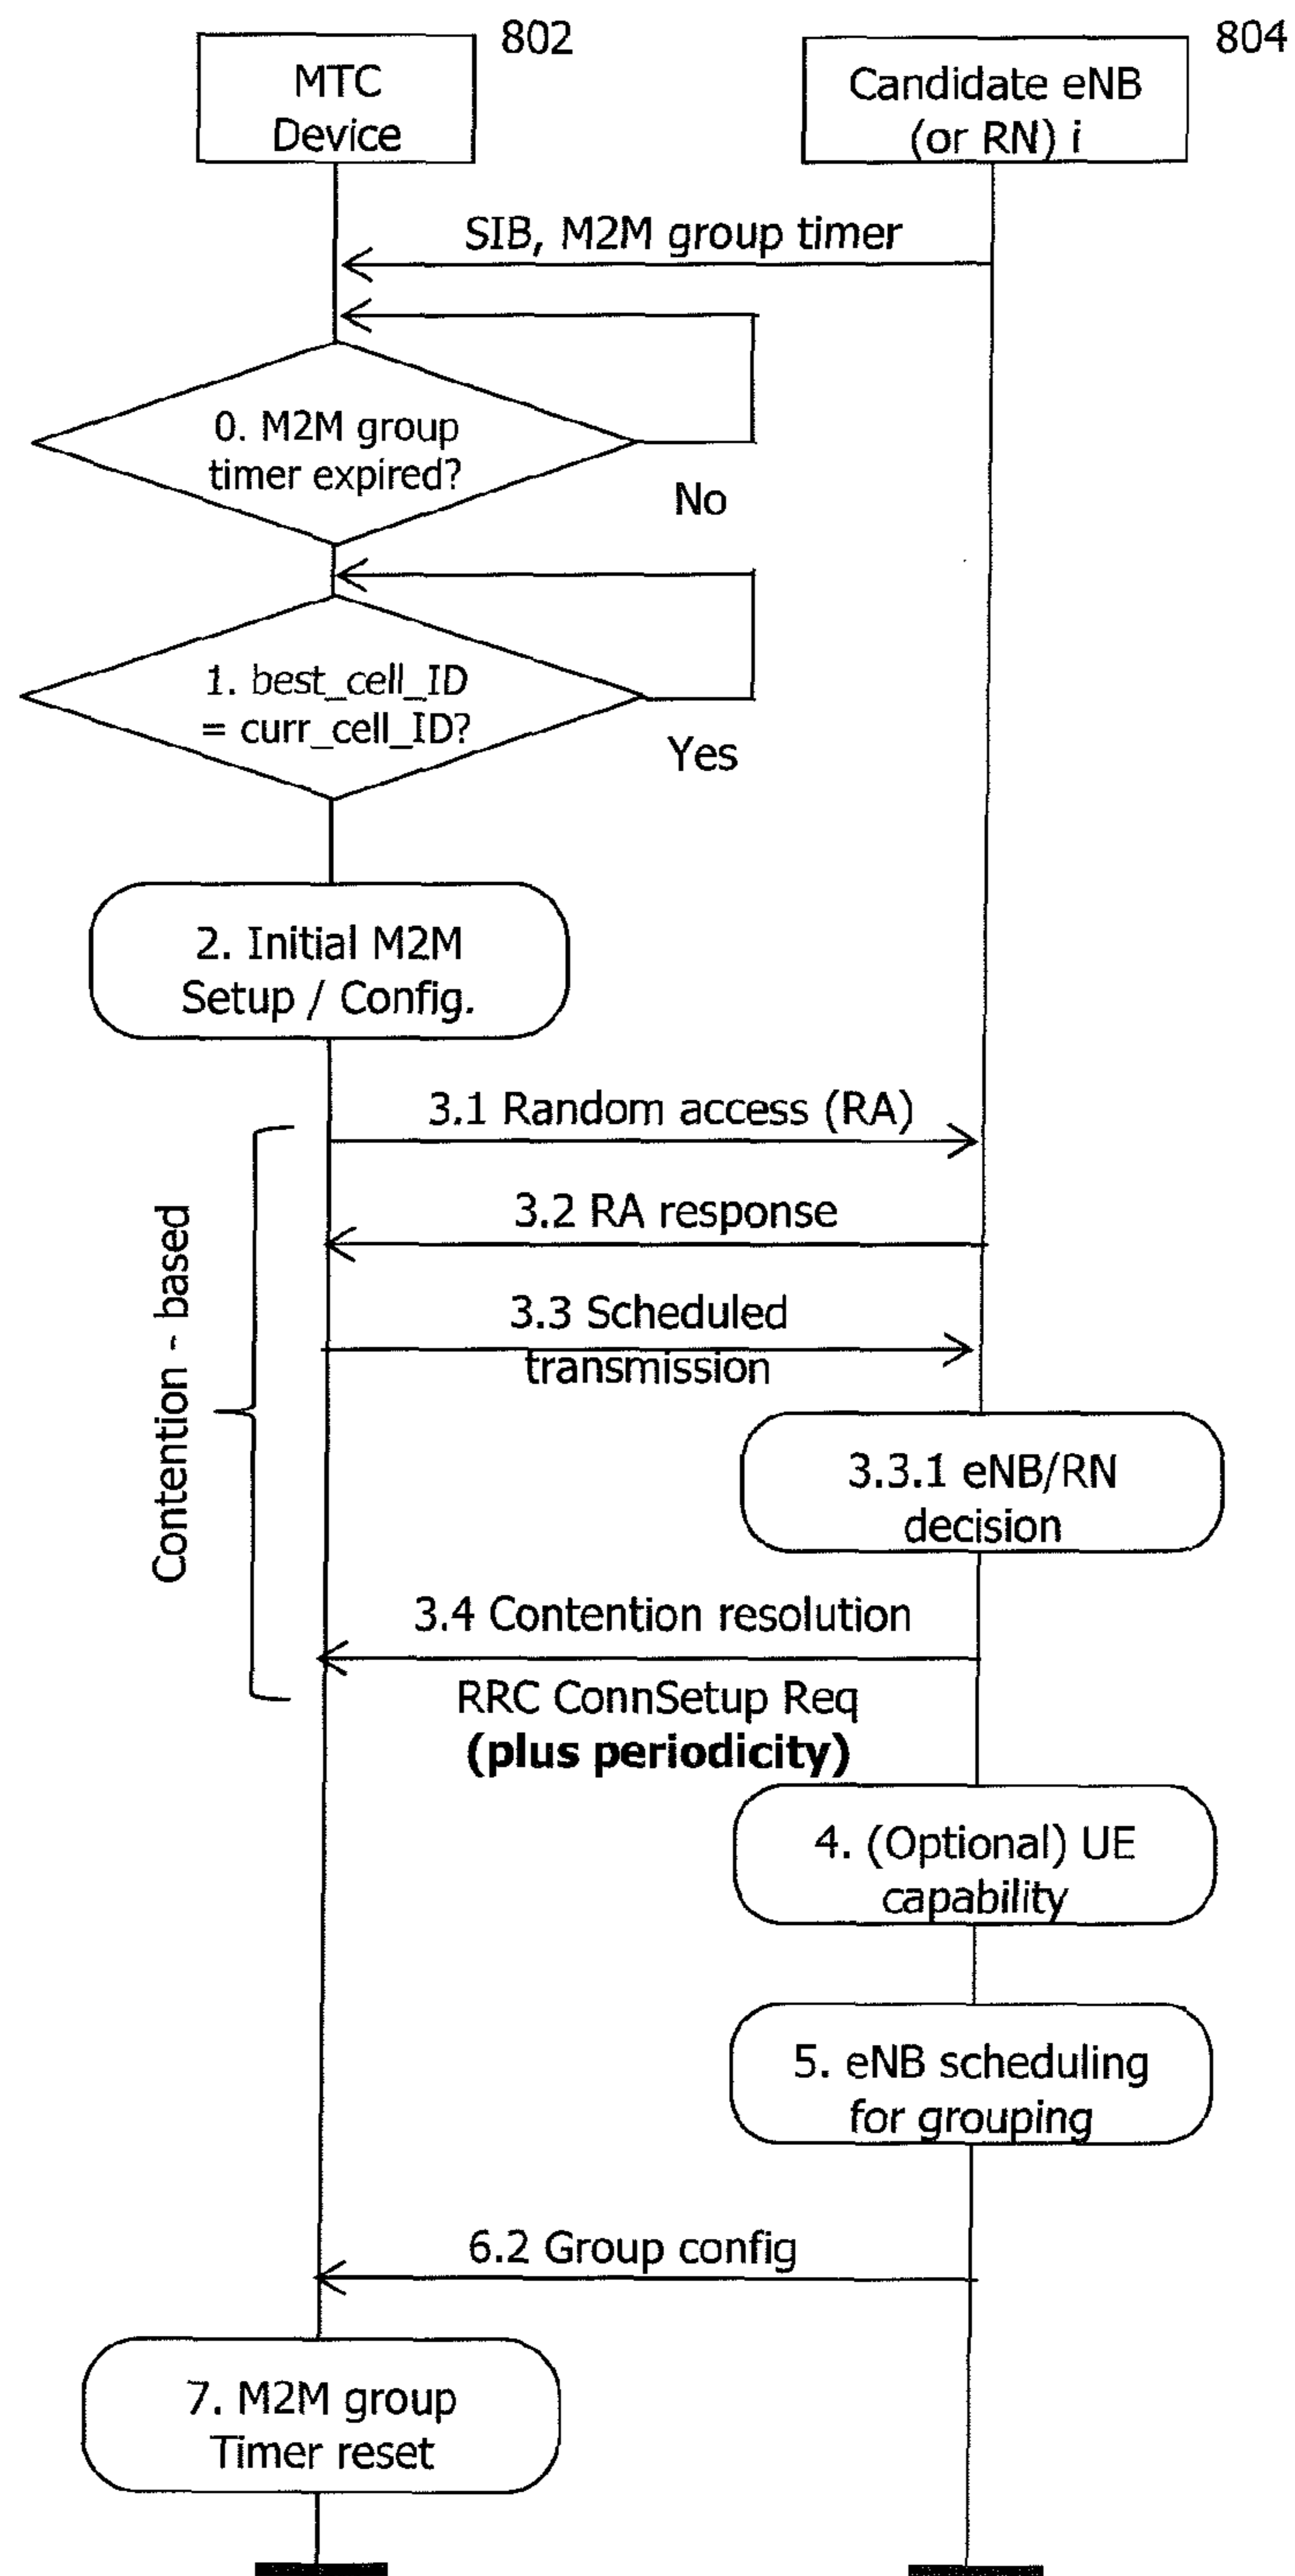 802
804
MTC
Device
Candidate eNB
(or RN) i
SIB, M2M group timer
0. M2M group
timer expired?
No
1. best_cell_ID
= curr_cell_ID?
Yes
2. Initial M2M
Setup / Config.
3.1 Random access (RA)
3.2 RA response
3.3 Scheduled
transmission
Contention - based
3.3.1 eNB/RN
decision
3.4 Contention resolution
RRC ConnSetup Req
(plus periodicity)
4. (Optional) UE
capability
5. eNB scheduling
for grouping
6.2 Group config
7. M2M group
Timer reset